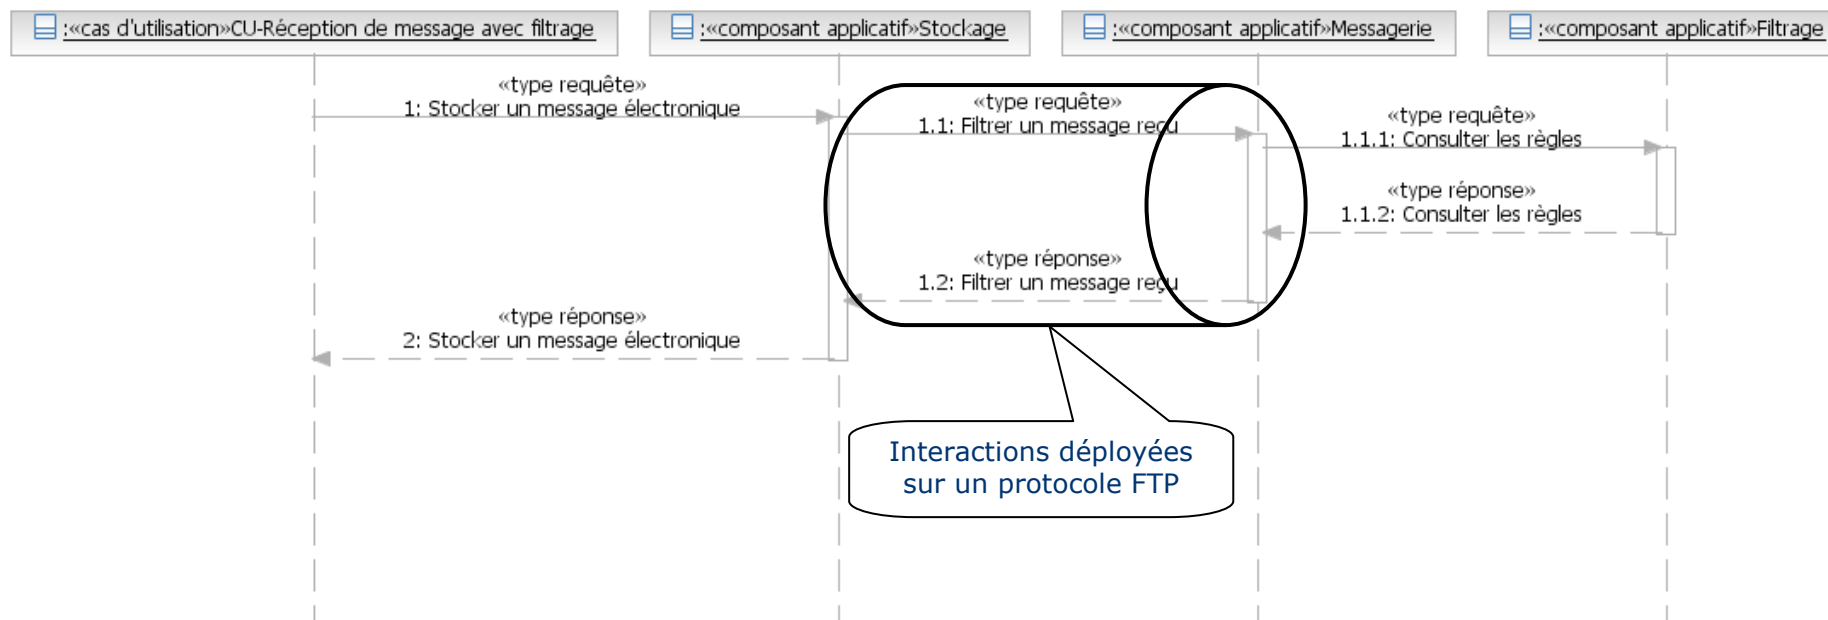 :«cas d'utilisation»CU-Réception de message avec filtrage
:«composant applicatif»Stockage
:«composant applicatif»Messagerie
:«composant applicatif»Filtrage
«type requête»
1: Stocker un message électronique
«type requête»
1.1: Filtrer un message reçu
«type requête»
1.1.1: Consulter les règles
«type réponse»
1.1.2: Consulter les règles
«type réponse»
1.2: Filtrer un message reçu
«type réponse»
2: Stocker un message électronique
Interactions déployées
sur un protocole FTP